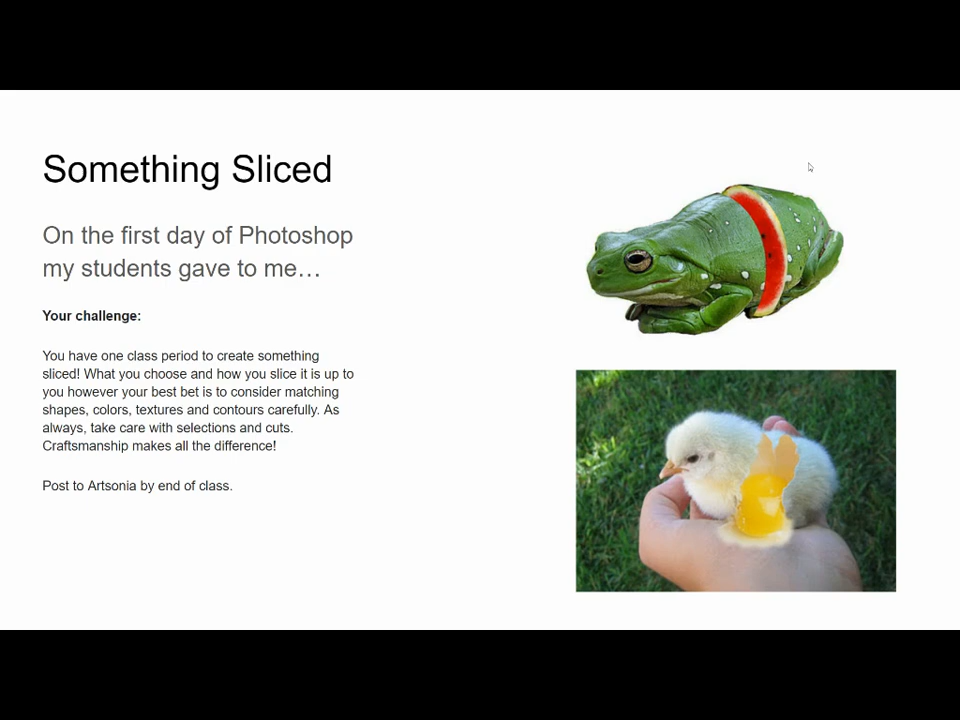 Something Sliced
On the first day of Photoshop
my students gave to me…
Your challenge:
You have one class period to create something
sliced! What you choose and how you slice it is up to
you however your best bet is to consider matching
shapes, colors, textures and contours carefully. As
always, take care with selections and cuts.
Craftsmanship makes all the difference!
Post to Artsonia by end of class.